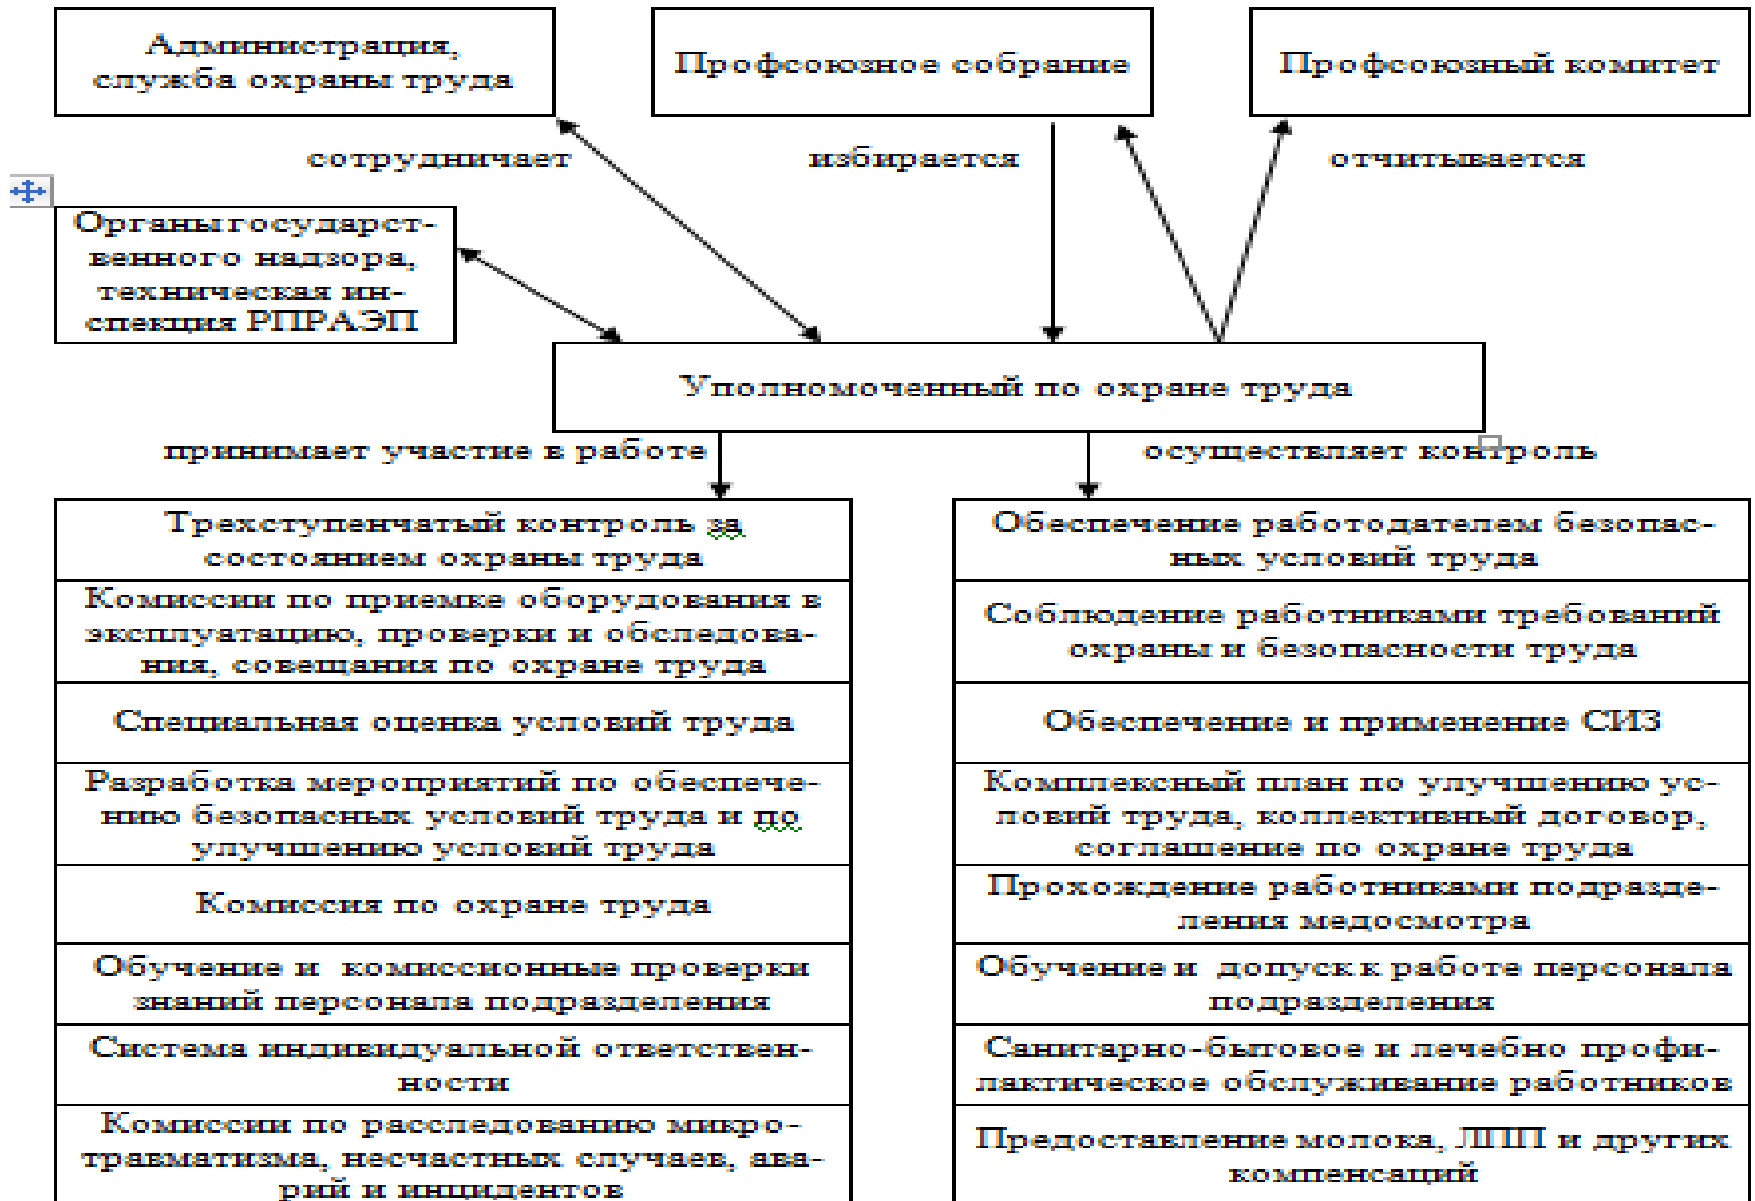 Администрация,
служба охраны труда
Профсоюзное собрание
Профсоюзный комитет
сотрудничает
избирается
отчитывается
Органы государст-
венного надзора,
техническая ин-
спекция РПРАЭП
Уполномоченный по охране труда
принимает участие в работе
осуществляет контроль
Трехступенчатый контроль за
состоянием охраны труда
Комиссии по приемке оборудования в
эксплуатацию, проверки и обследова-
ния, совещания по охране труда
Специальная оценка условий труда
Разработка мероприятий по обеспече-
нию безопасных условий труда и по
улучшению условий труда
Комиссия по охране труда
Обучение и комиссионные проверки
знаний персонала подразделения
Система индивидуальной ответствен-
ности
Комиссии по расследованию микро-
травматизма, несчастных случаев, ава-
рий и инцидентов
Обеспечение работодателем безопас-
ных условий труда
Соблюдение работниками требований
охраны и безопасности труда
Обеспечение и применение СИЗ
Комплексный план по улучшению ус-
ловий труда, коллективный договор,
соглашение по охране труда
Прохождение работниками подразде-
ления медосмотра
Обучение и допуск к работе персонала
подразделения
Санитарно-бытовое и лечебно профи-
лактическое обслуживание работников
Предоставление молока, ЛПП и других
компенсаций